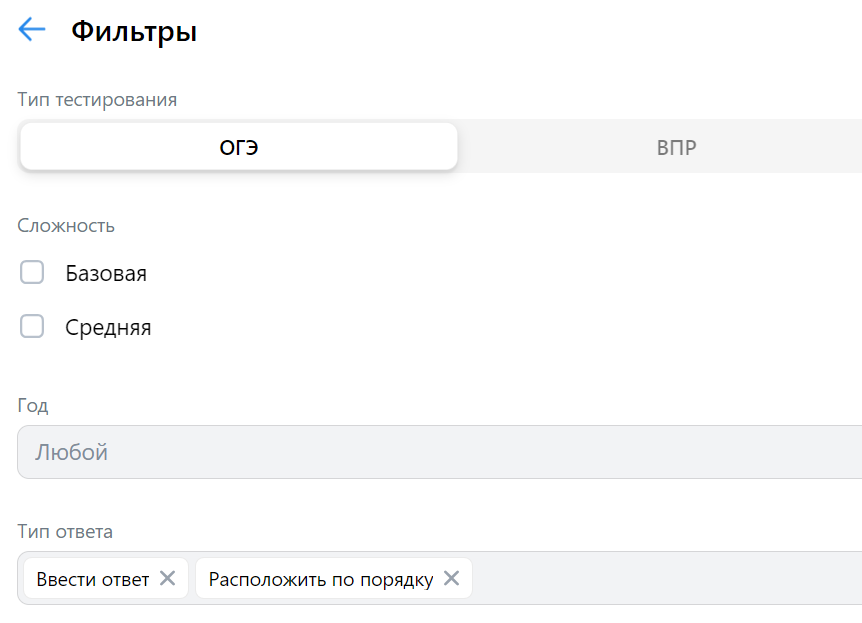 Фильтры
Тип тестирования
ОГЭ ВПР
Сложность
Базовая
Средняя
Год
Любой
Тип ответа
Ввести ответ Расположить по порядку